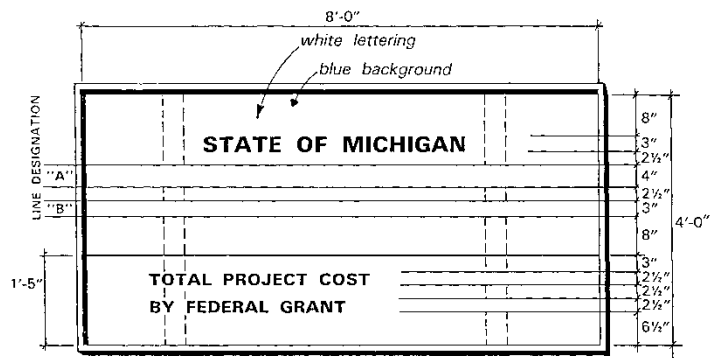 8'-0"
white lettering
blue background
STATE OF MICHIGAN
LINE DESIGNATION
"A"
"B"
8"
3"
2½"
4"
2½"
3"
8"
4'-0"
3"
2½"
2½"
2½"
6½"
1'-5"
TOTAL PROJECT COST
BY FEDERAL GRANT